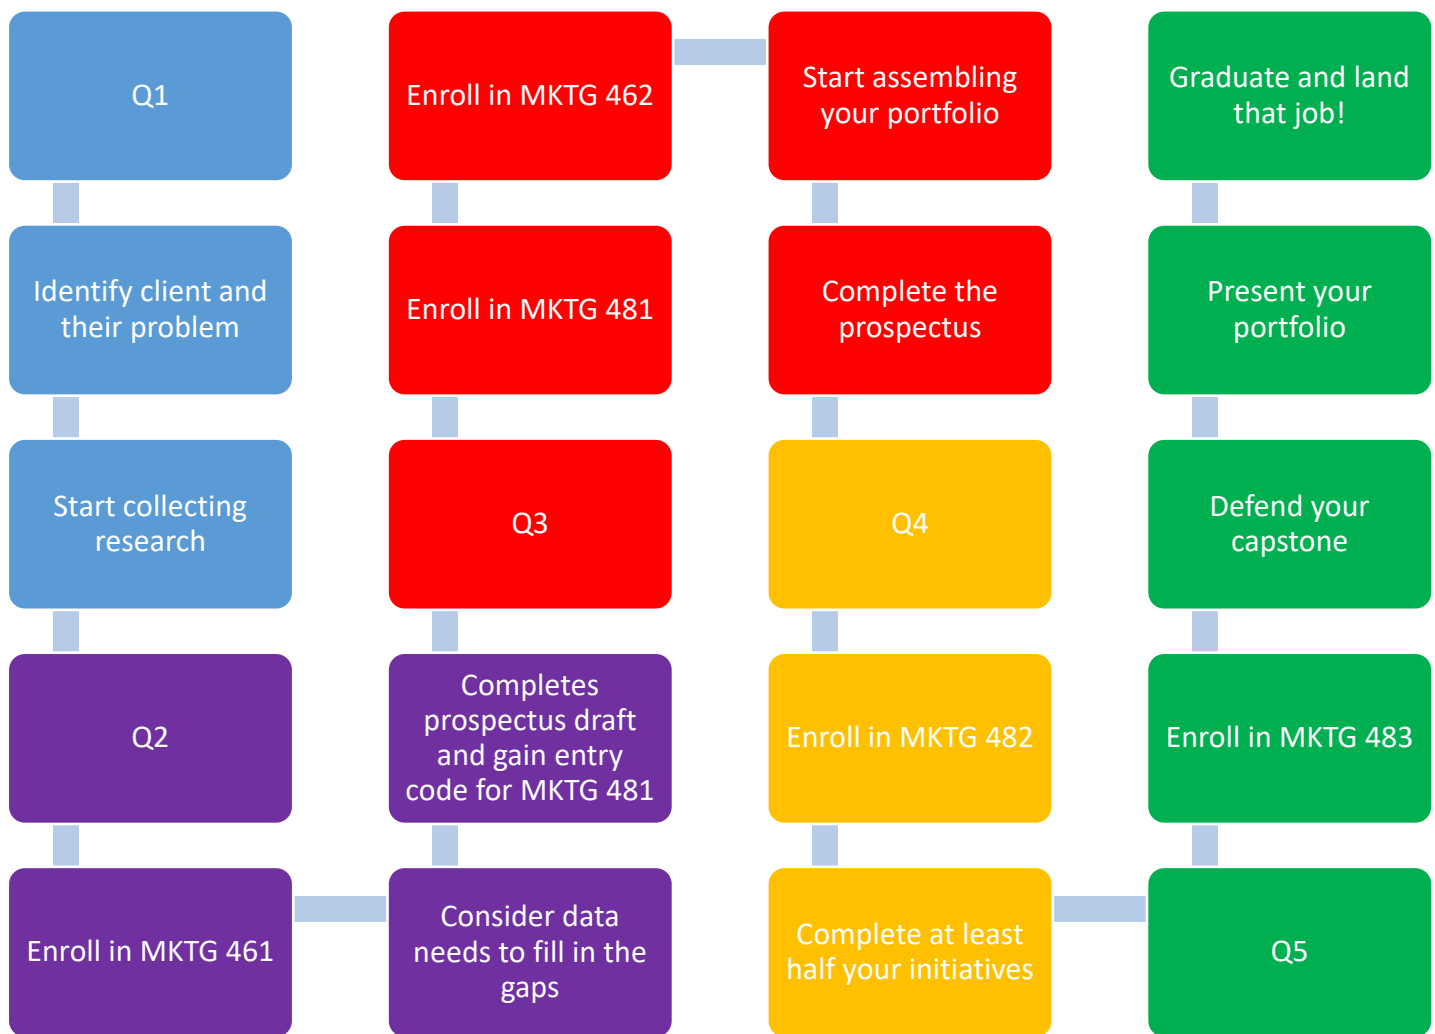 Q1
Identify client and
their problem
Start collecting
research
Q2
Enroll in MKTG 461
Consider data
needs to fill in the
gaps
Completes
prospectus draft
and gain entry
code for MKTG 481
Q3
Enroll in MKTG 481
Enroll in MKTG 462
Start assembling
your portfolio
Complete the
prospectus
Q4
Enroll in MKTG 482
Complete at least
half your initiatives
Q5
Enroll in MKTG 483
Defend your
capstone
Present your
portfolio
Graduate and land
that job!